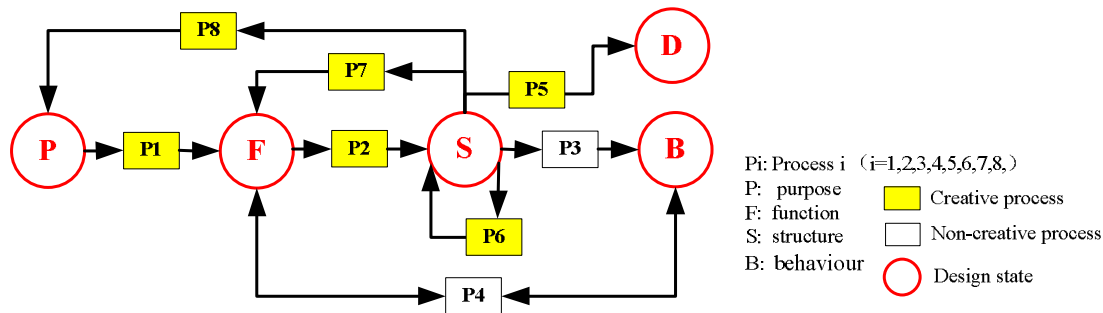 P8
D
P7
P5
P
P1
F
P2
S
P3
B
P6
P4
Pi: Process i （i=1,2,3,4,5,6,7,8,)
P: purpose
F: function
S: structure
B: behaviour
Creative process
Non-creative process
Design state